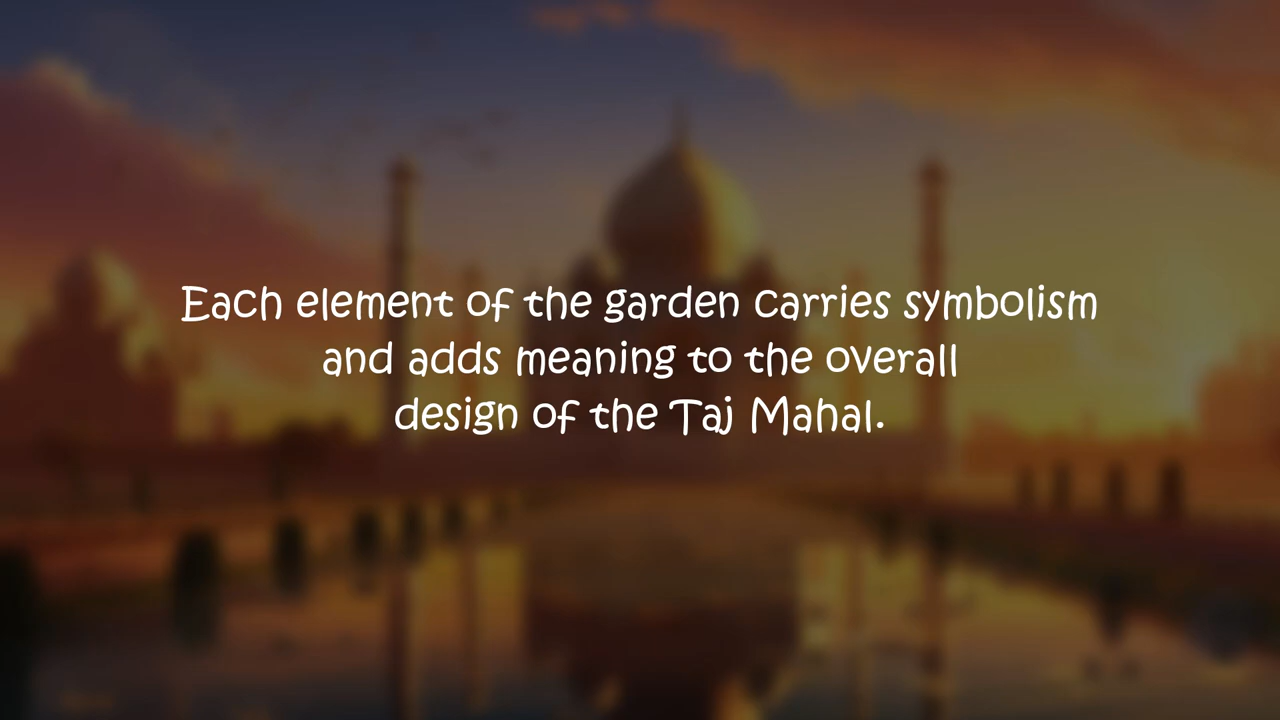 Each element of the garden carries symbolism
and adds meaning to the overall
design of the Taj Mahal.